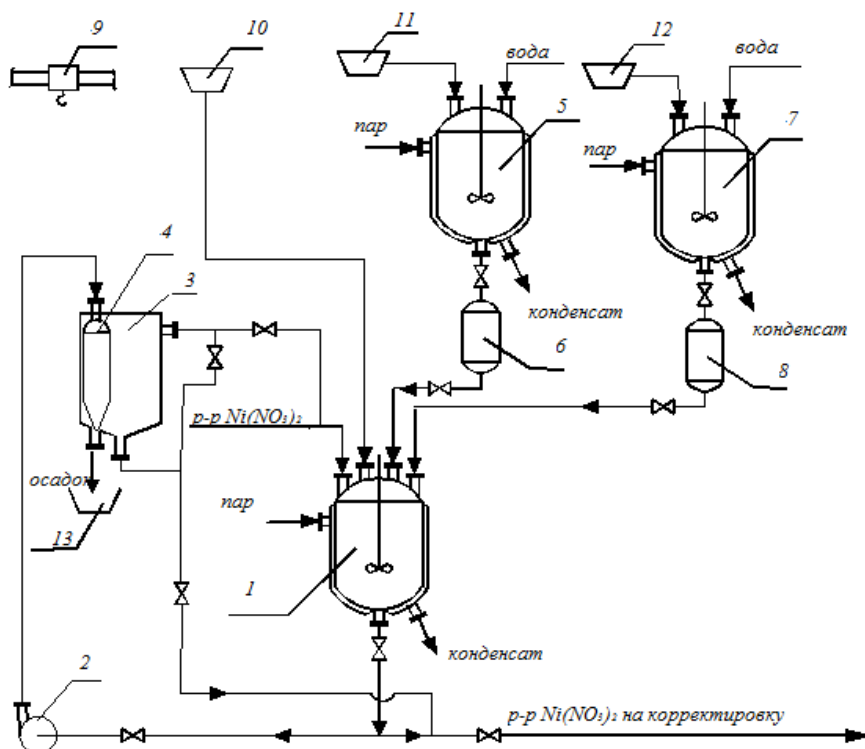 9
10
11
12
вода
вода
5
7
пар
пар
4
3
конденсат
конденсат
6
8
р-р Ni(NO3)2
осадок
пар
13
1
конденсат
2
р-р Ni(NO3)2 на корректировку